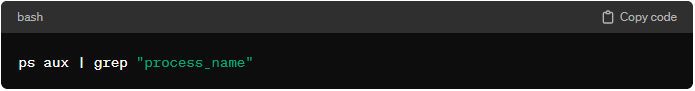 bash
Copy code
ps aux | grep "process_name"